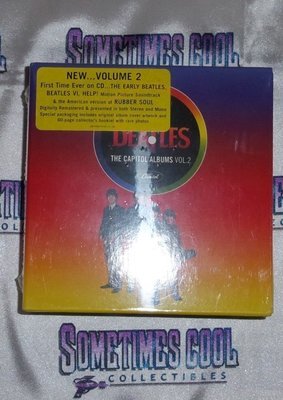 SOMETIMES COOL
NEW...VOLUME 2
First Time Ever on CD...THE EARLY BEATLES,
BEATLES VI, HELP! Motion Picture Soundtrack
& the American version of RUBBER SOUL
Digitally Remastered & presented in both Stereo and Mono
Special packaging includes original album cover artwork and
60-page collector's booklet with rare photos
BEATLES
THE CAPITOL ALBUMS VOL.2
Capitol
SOMETIMES COOL
COLLECTIBLES